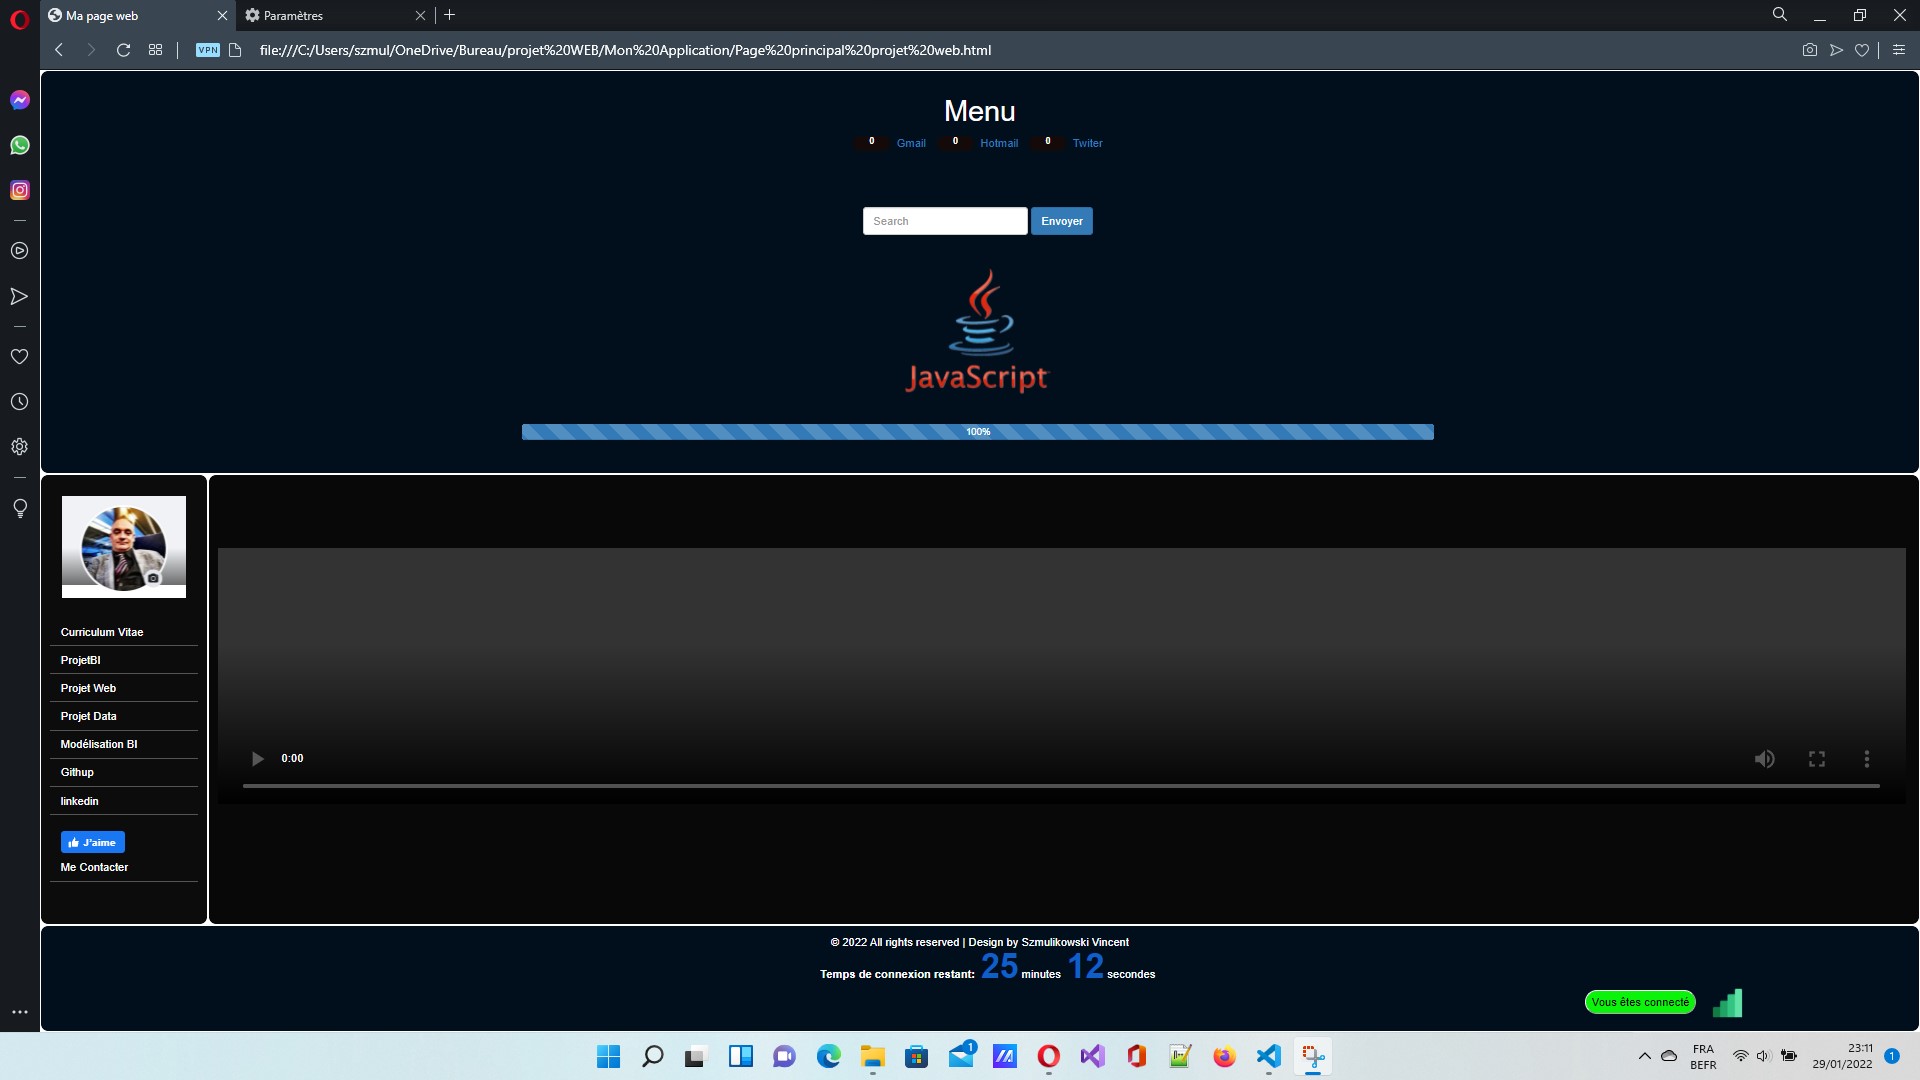 Ma page web
Paramètres
VPN
file:///C:/Users/szmul/OneDrive/Bureau/projet%20WEB/Mon%20Application/Page%20principal%20projet%20web.html
Menu
0 Gmail 0 Hotmail 0 Twiter
Search Envoyer
JavaScript
100%
Curriculum Vitae
ProjetBI
Projet Web
Projet Data
Modélisation BI
Githup
linkedin
J'aime
Me Contacter
0:00
© 2022 All rights reserved | Design by Szmulikowski Vincent
Temps de connexion restant: 25 minutes 12 secondes
Vous êtes connecté
1
FRA
BEFR
23:11
29/01/2022
1